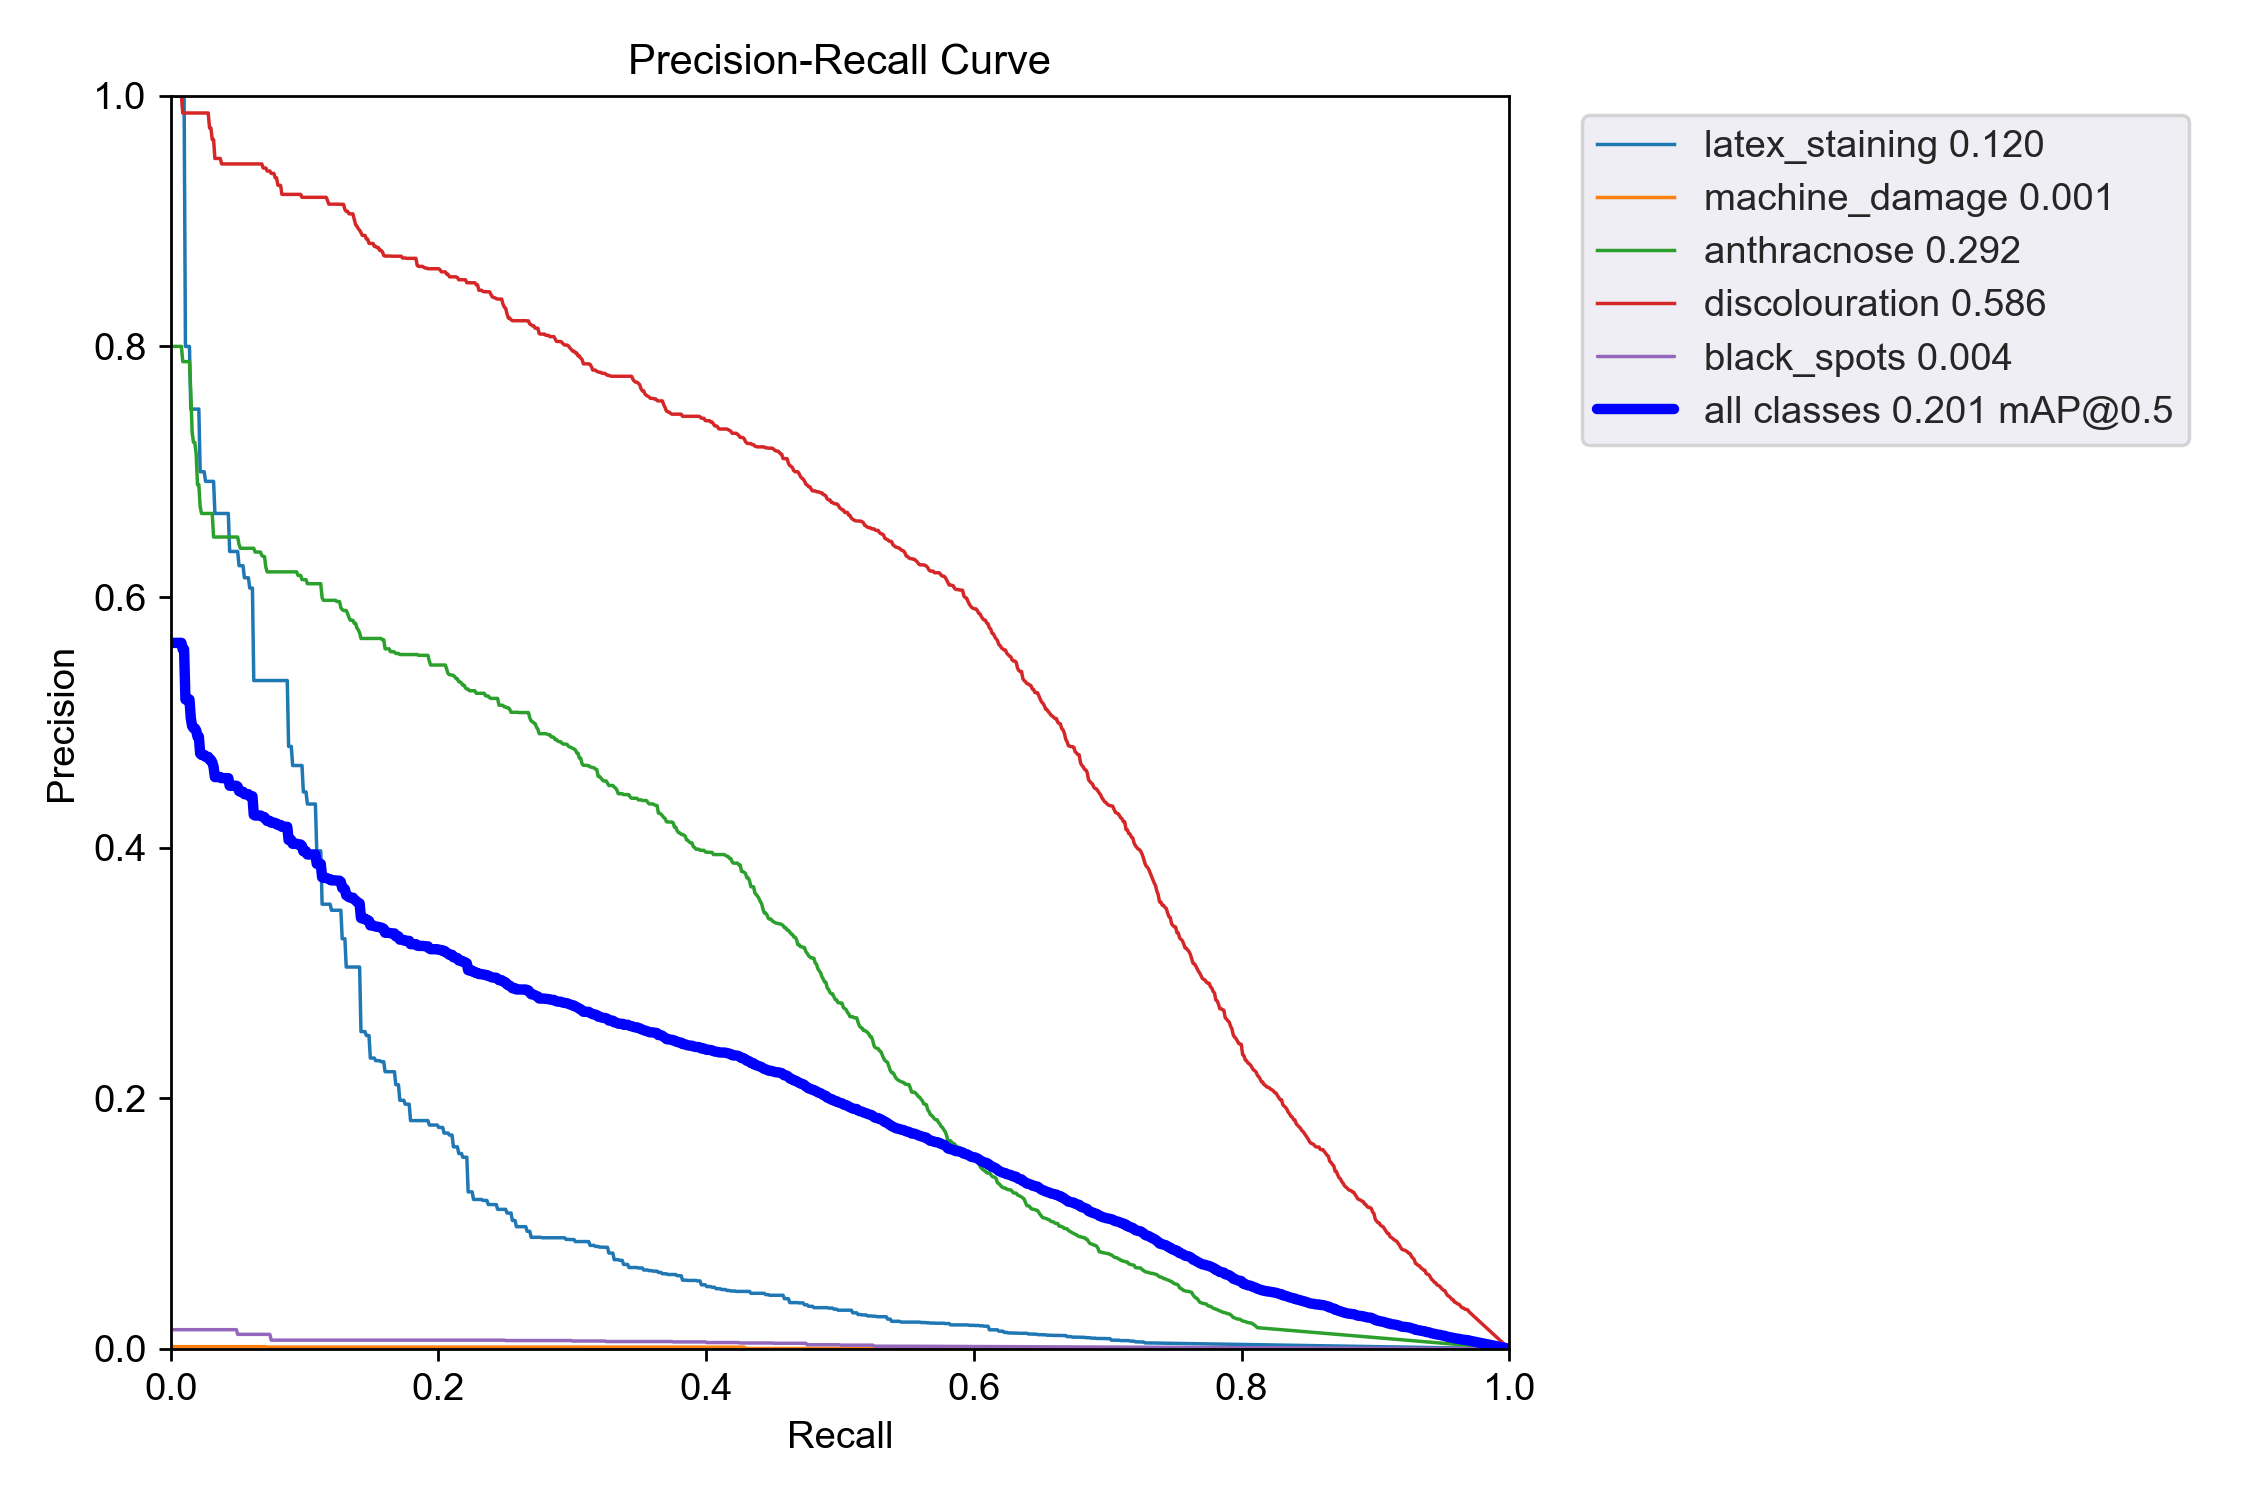 Precision-Recall Curve
1.0
0.8
0.6
0.4
0.2
0.0
Precision
0.0 0.2 0.4 0.6 0.8 1.0
Recall
latex_staining 0.120
machine_damage 0.001
anthracnose 0.292
discolouration 0.586
black_spots 0.004
all classes 0.201 mAP@0.5